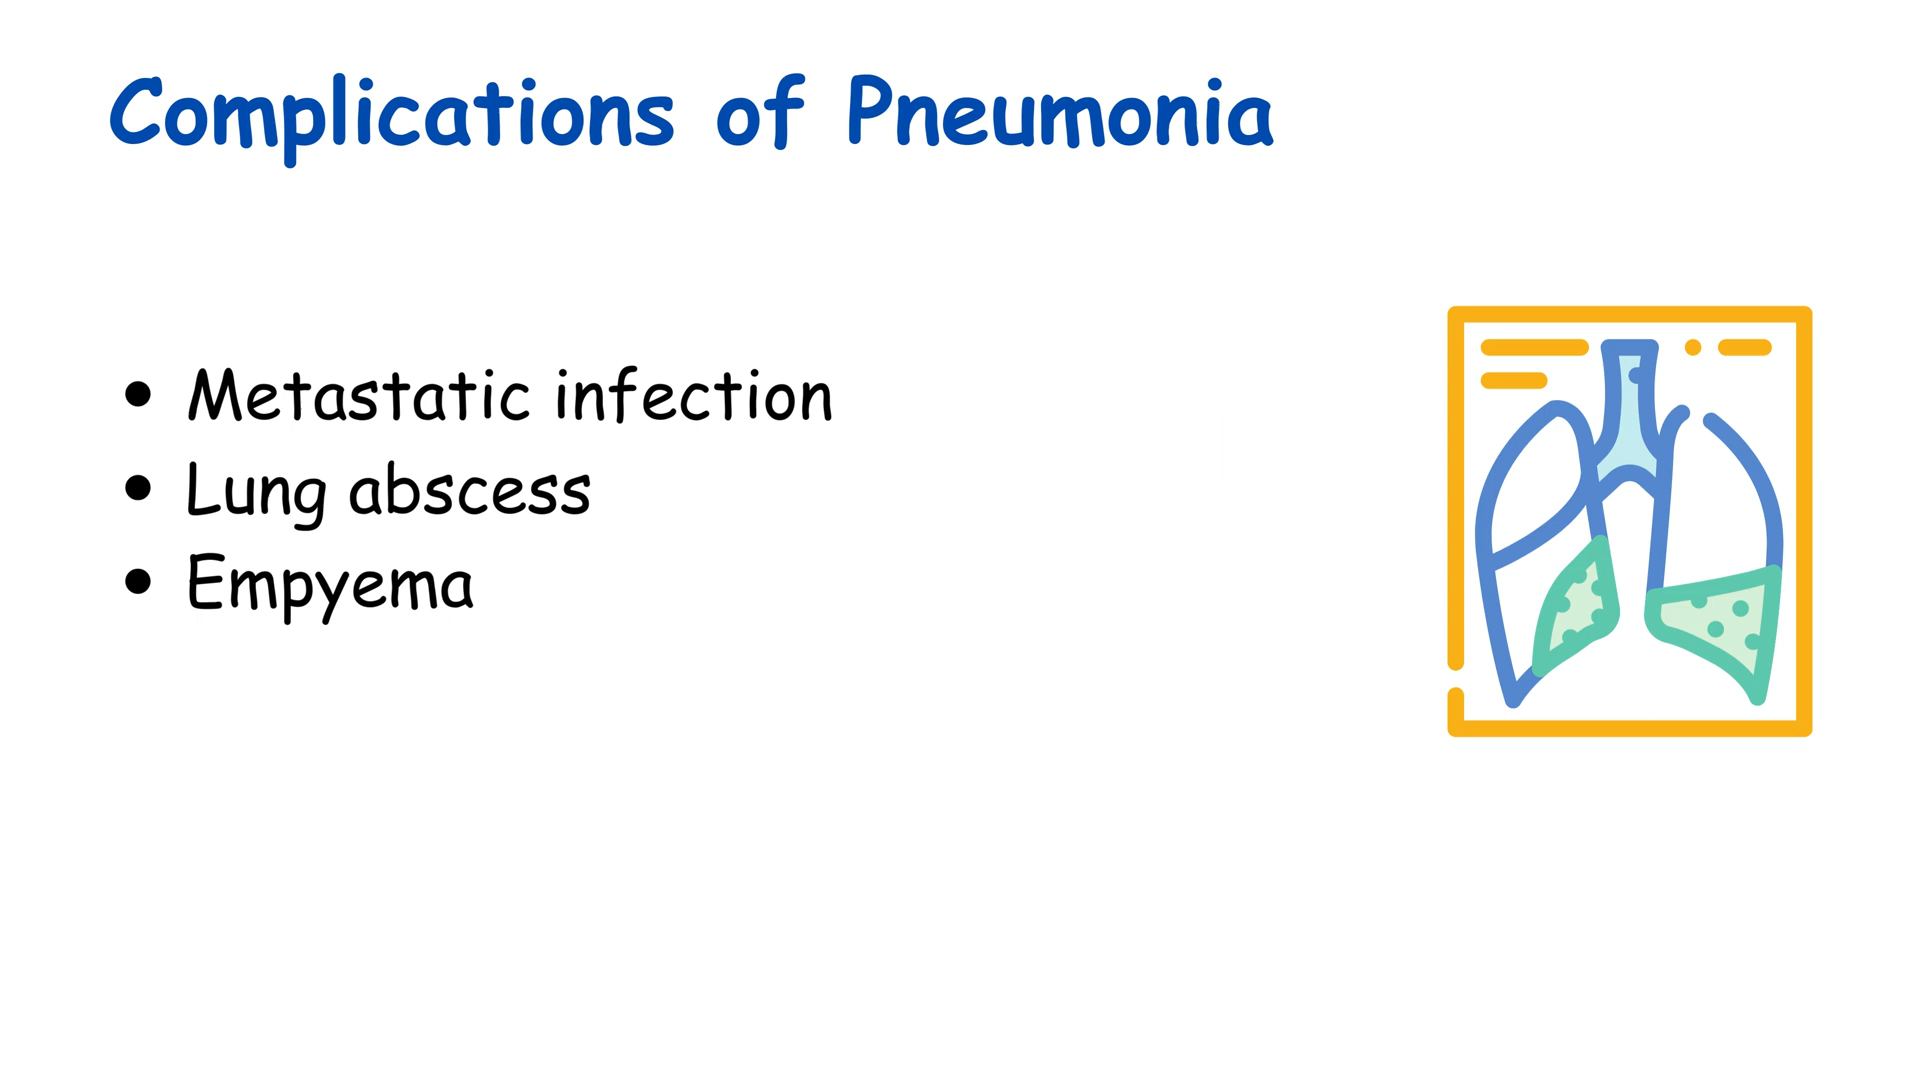 Complications of Pneumonia
• Metastatic infection
• Lung abscess
• Empyema